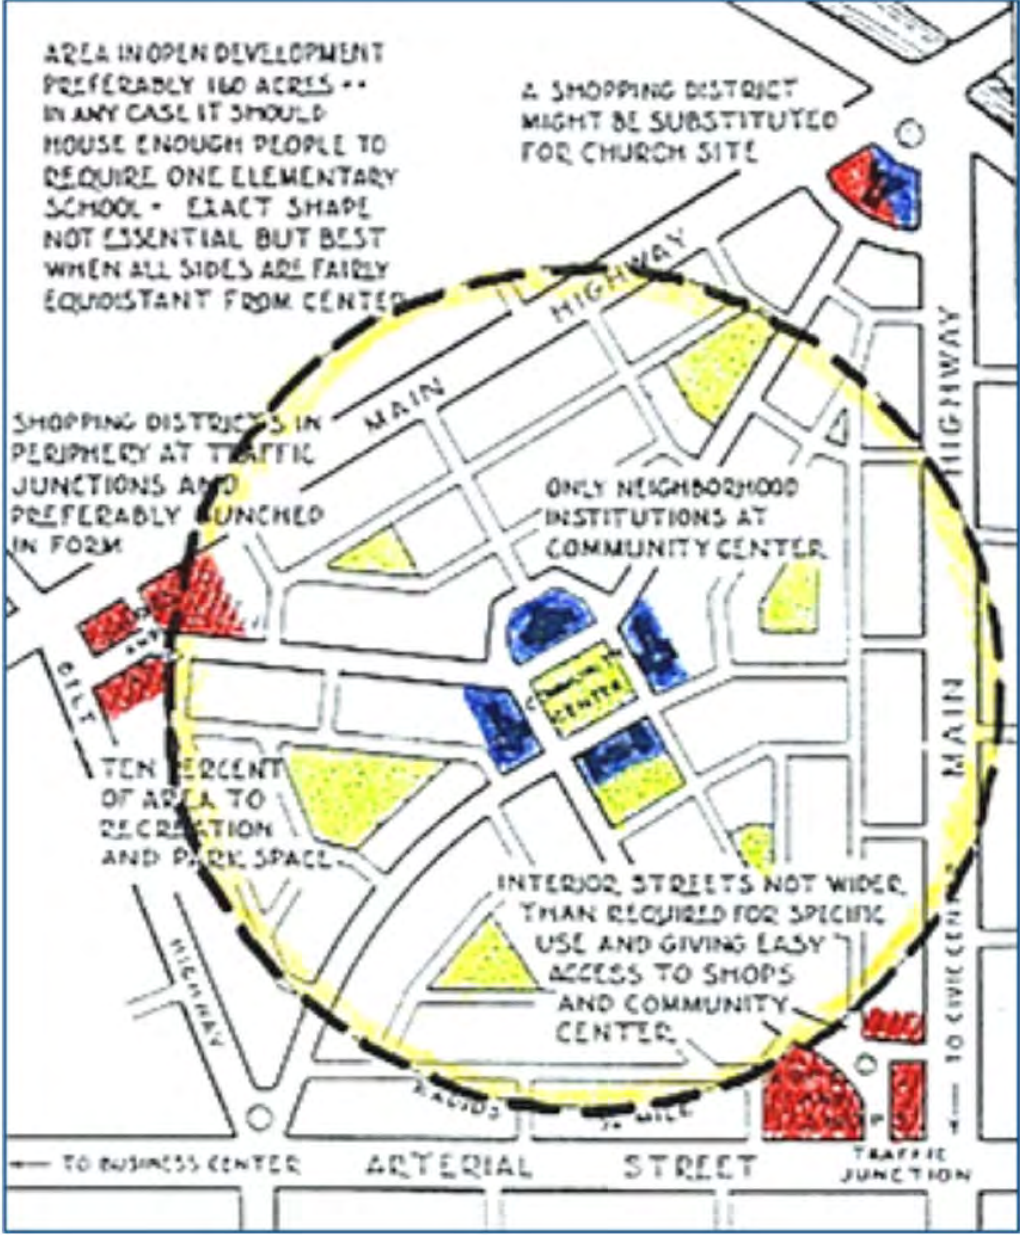 AREA IN OPEN DEVELOPMENT
PREFERABLY 160 ACRES --
IN ANY CASE IT SHOULD
HOUSE ENOUGH PEOPLE TO
REQUIRE ONE ELEMENTARY
SCHOOL - EXACT SHAPE
NOT ESSENTIAL BUT BEST
WHEN ALL SIDES ARE FAIRLY
EQUIDISTANT FROM CENTER
A SHOPPING DISTRICT
MIGHT BE SUBSTITUTED
FOR CHURCH SITE
MAIN HIGHWAY
SHOPPING DISTRICTS IN
PERIPHERY AT TRAFFIC
JUNCTIONS AND
PREFERABLY BUNCHED
IN FORM
ONLY NEIGHBORHOOD
INSTITUTIONS AT
COMMUNITY CENTER
COMMUNITY
CENTER
MAIN HIGHWAY
BELT
HIGHWAY
TEN PERCENT
OF AREA TO
RECREATION
AND PARK SPACE
INTERIOR STREETS NOT WIDER
THAN REQUIRED FOR SPECIFIC
USE AND GIVING EASY
ACCESS TO SHOPS
AND COMMUNITY
CENTER
TO CIVIC CENTER
RADIUS MILE
TRAFFIC
JUNCTION
TO BUSINESS CENTER
ARTERIAL STREET